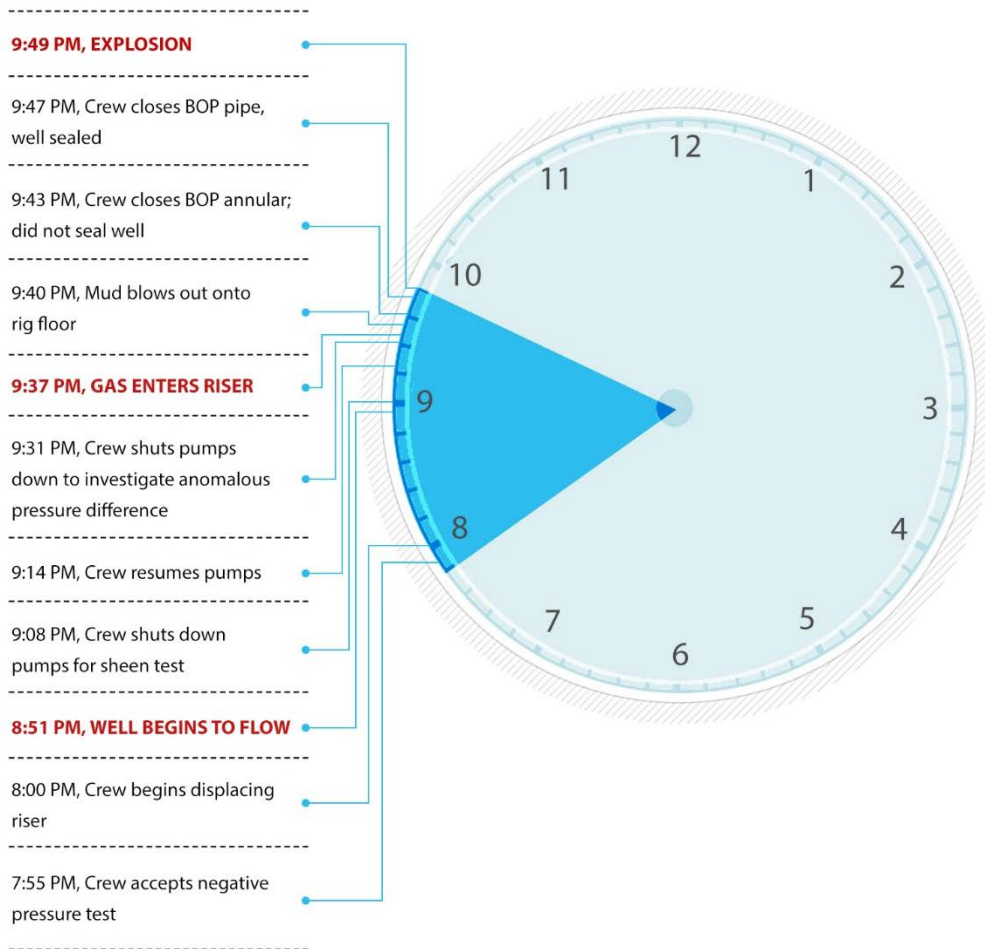 9:49 PM, EXPLOSION
9:47 PM, Crew closes BOP pipe,
well sealed
9:43 PM, Crew closes BOP annular;
did not seal well
9:40 PM, Mud blows out onto
rig floor
9:37 PM, GAS ENTERS RISER
9:31 PM, Crew shuts pumps
down to investigate anomalous
pressure difference
9:14 PM, Crew resumes pumps
9:08 PM, Crew shuts down
pumps for sheen test
8:51 PM, WELL BEGINS TO FLOW
8:00 PM, Crew begins displacing
riser
7:55 PM, Crew accepts negative
pressure test
12
1
2
3
4
5
6
7
8
9
10
11